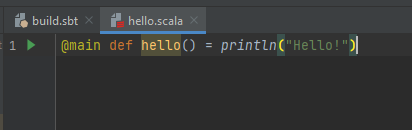 build.sbt
hello.scala
1 @main def hello() = println("Hello!")